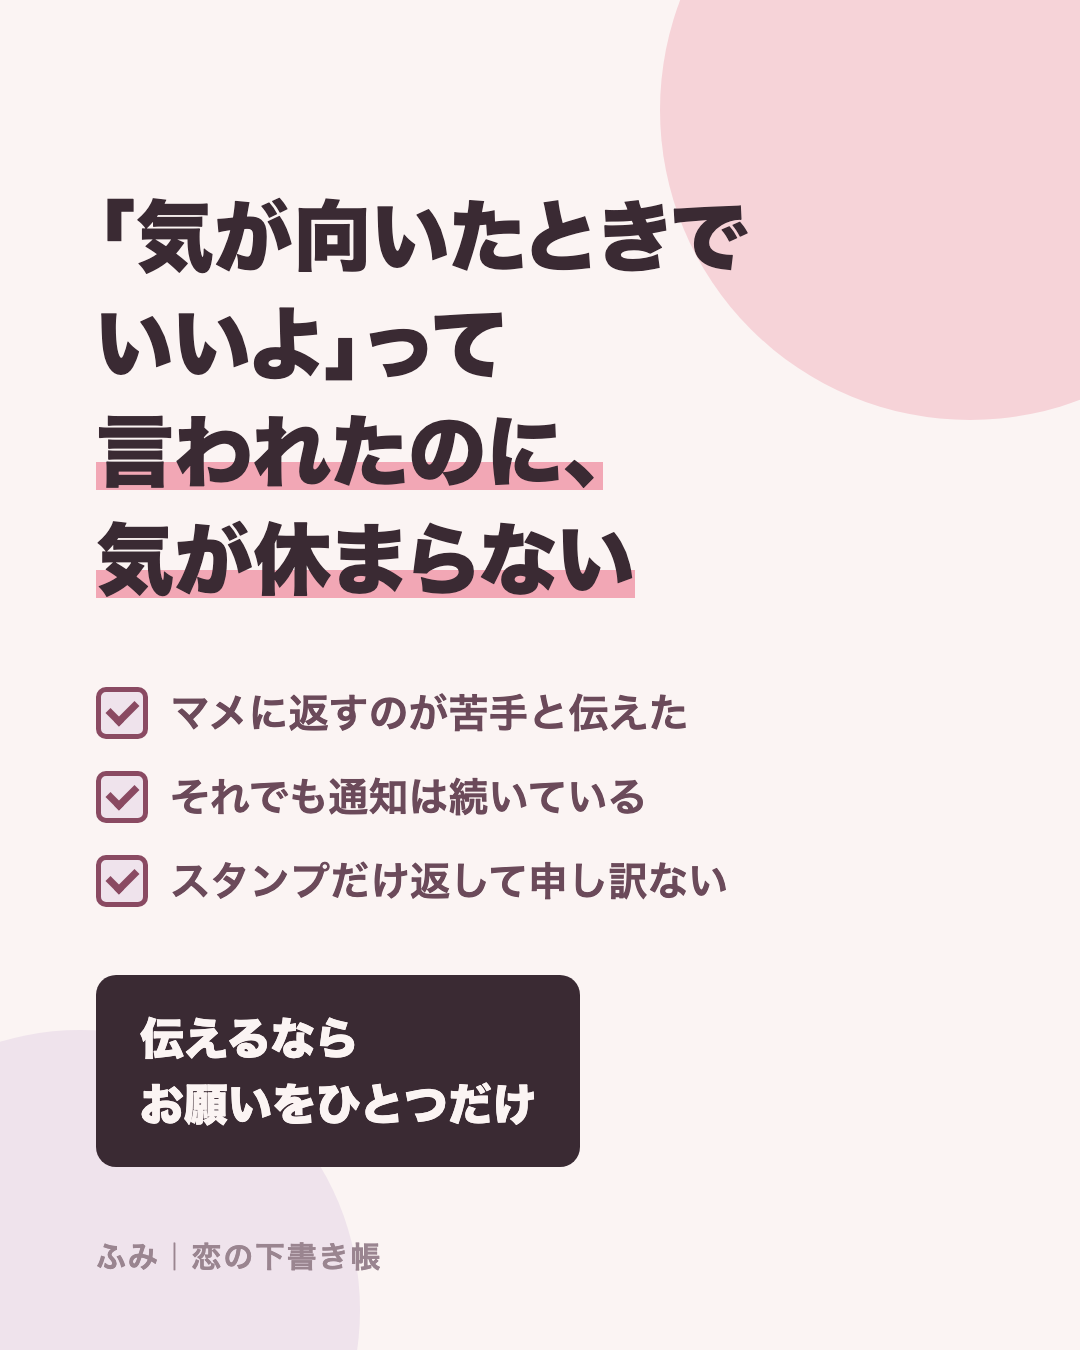 「気が向いたときで
いいよ」って
言われたのに、
気が休まらない
マメに返すのが苦手と伝えた
それでも通知は続いている
スタンプだけ返して申し訳ない
伝えるなら
お願いをひとつだけ
ふみ｜恋の下書き帳